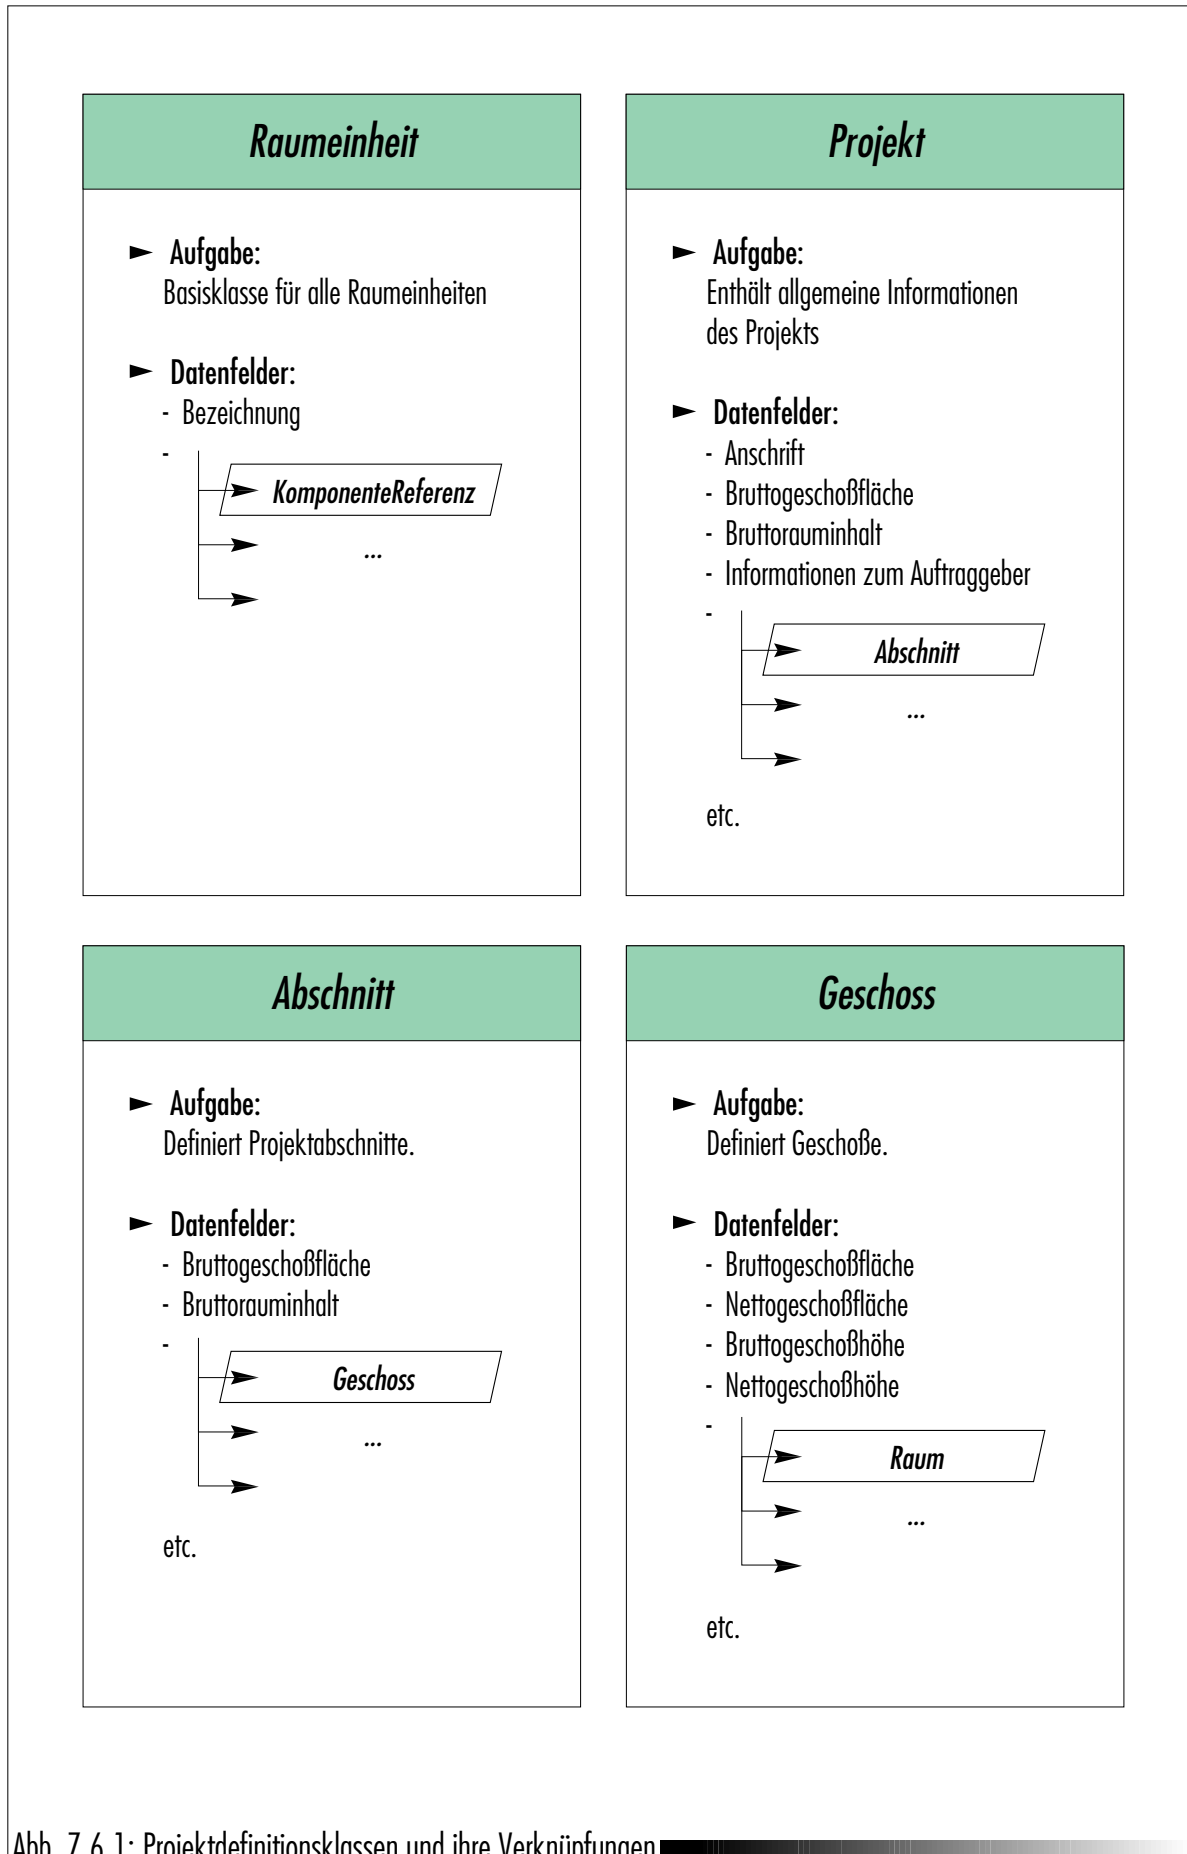 Raumeinheit
► Aufgabe:
Basisklasse für alle Raumeinheiten
► Datenfelder:
- Bezeichnung
-
KomponenteReferenz
...
Projekt
► Aufgabe:
Enthält allgemeine Informationen
des Projekts
► Datenfelder:
- Anschrift
- Bruttogeschoßfläche
- Bruttorauminhalt
- Informationen zum Auftraggeber
-
Abschnitt
...
etc.
Abschnitt
► Aufgabe:
Definiert Projektabschnitte.
► Datenfelder:
- Bruttogeschoßfläche
- Bruttorauminhalt
-
Geschoss
...
etc.
Geschoss
► Aufgabe:
Definiert Geschoße.
► Datenfelder:
- Bruttogeschoßfläche
- Nettogeschoßfläche
- Bruttogeschoßhöhe
- Nettogeschoßhöhe
-
Raum
...
etc.
Abb. 7.6.1: Projektdefinitionsklassen und ihre Verknüpfungen